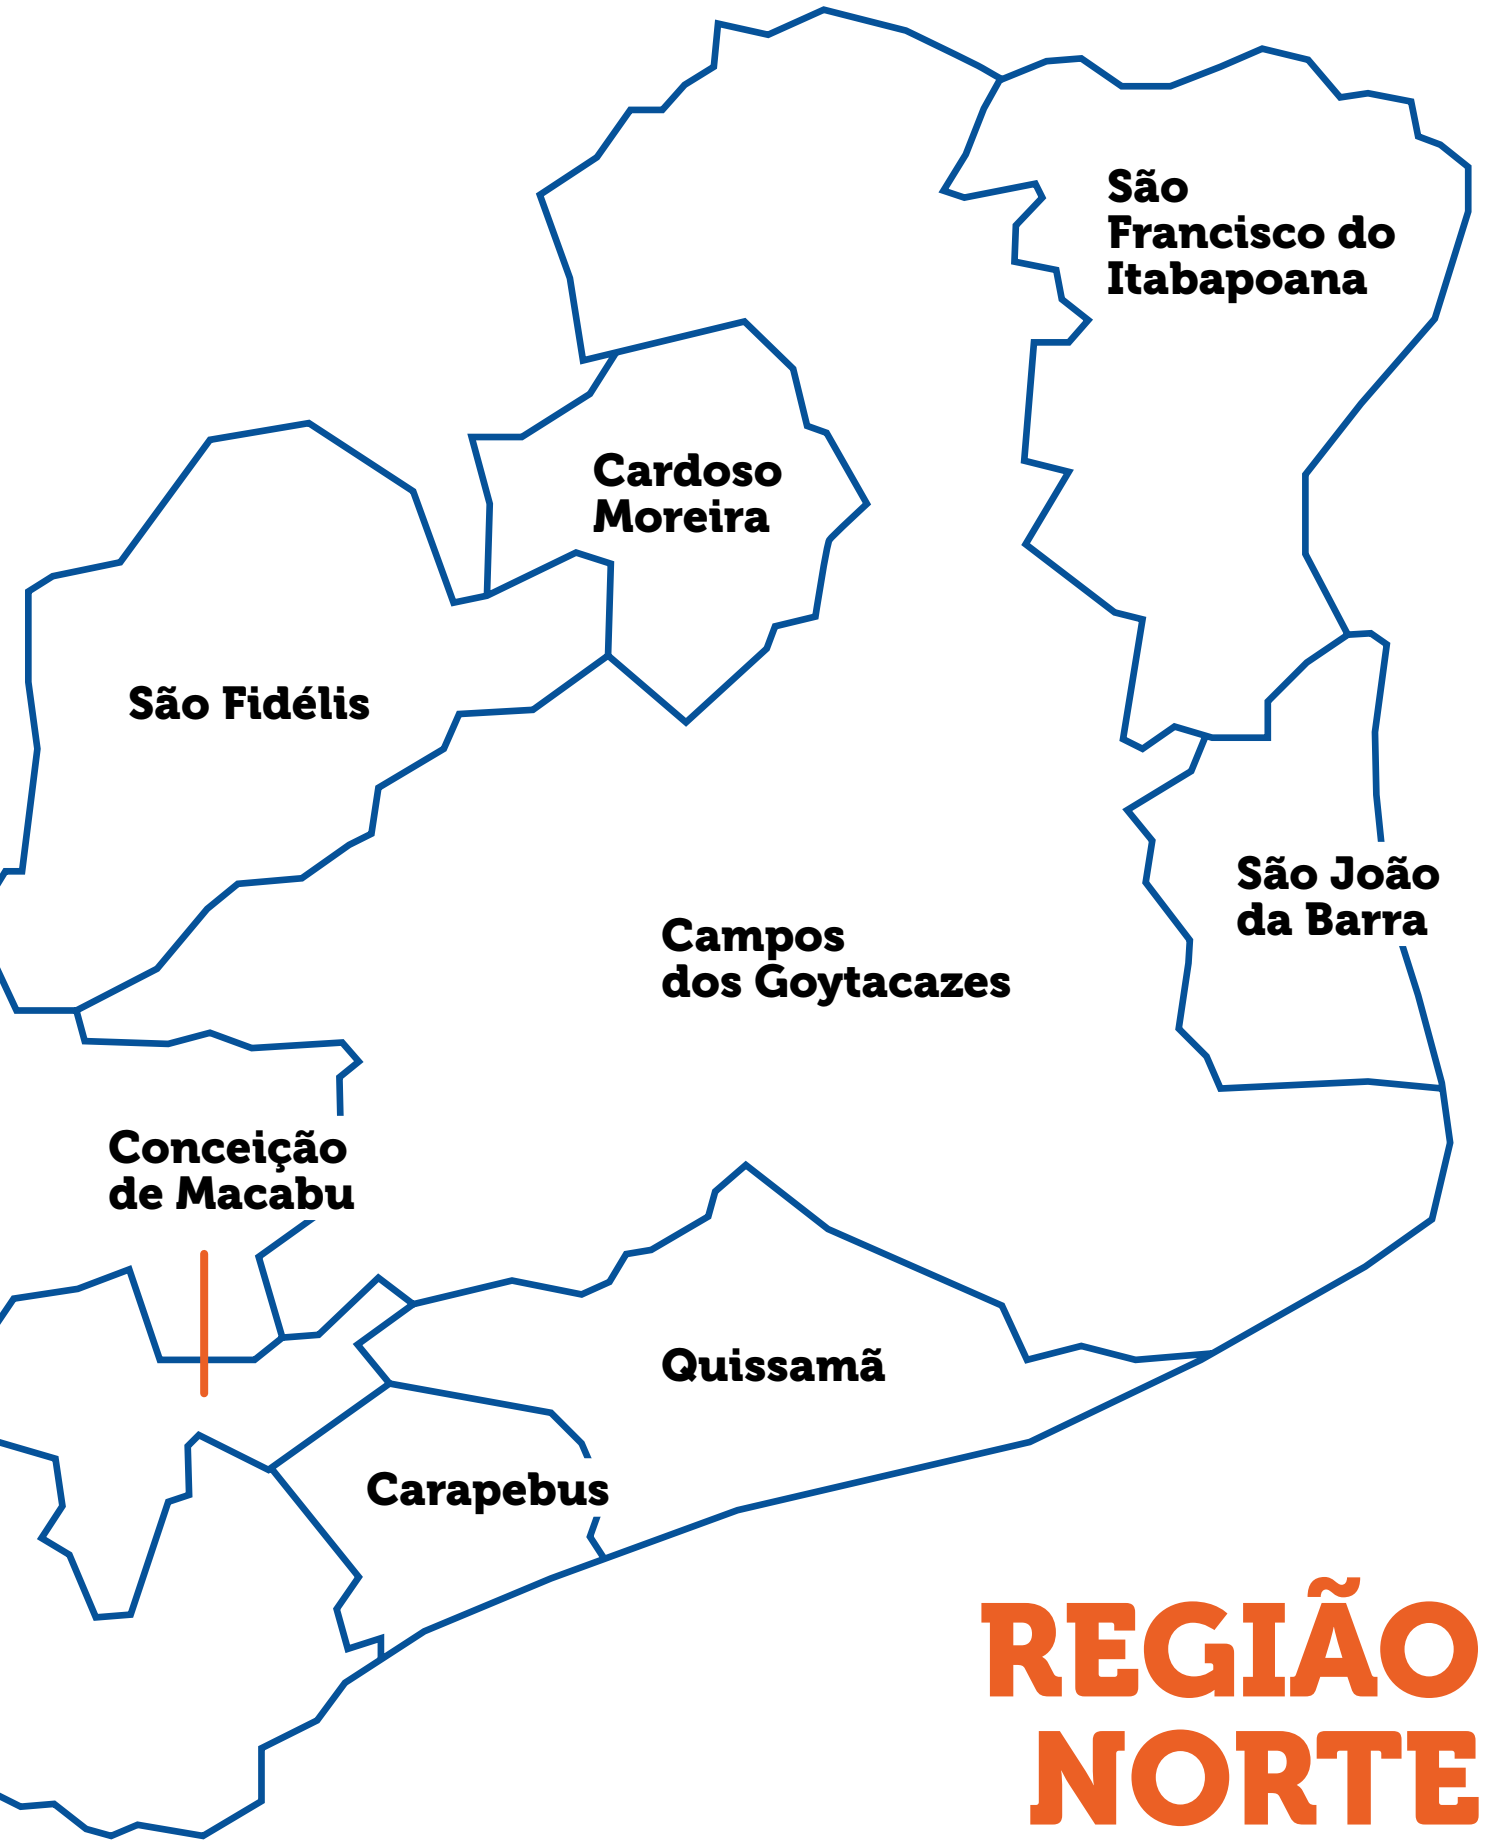 São
Francisco do
Itabapoana
Cardoso
Moreira
São Fidélis
São João
da Barra
Campos
dos Goytacazes
Conceição
de Macabu
Quissamã
Carapebus
REGIÃO
NORTE